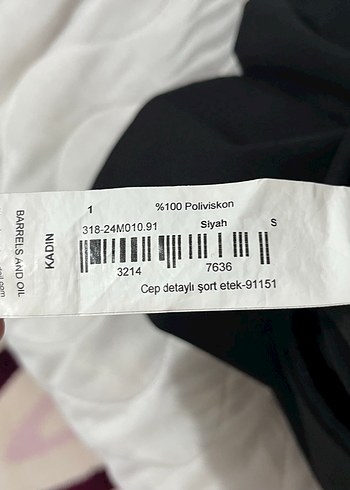 BARRELS AND OIL
KADIN
1
%100 Poliviskon
318-24M010.91 Siyah S
3214 7636
Cep detaylı şort etek-91151